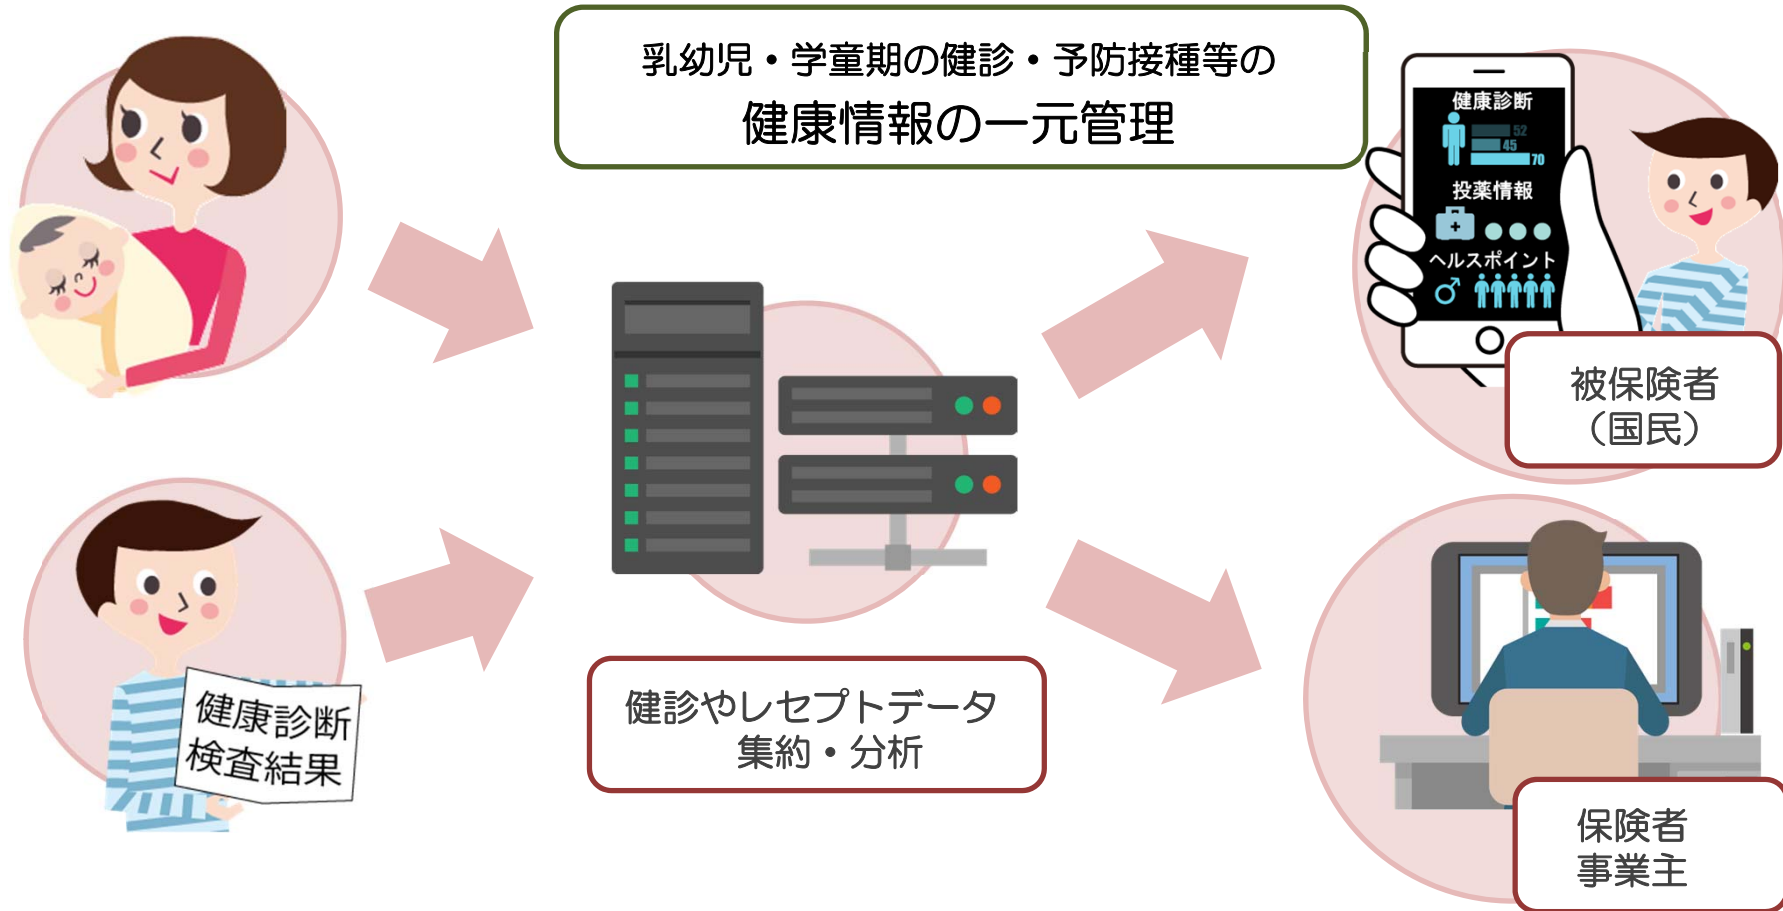 乳幼児・学童期の健診・予防接種等の
健康情報の一元管理
健康診断
52
45
70
投薬情報
ヘルスポイント
被保険者
（国民）
健康診断
検査結果
健診やレセプトデータ
集約・分析
保険者
事業主